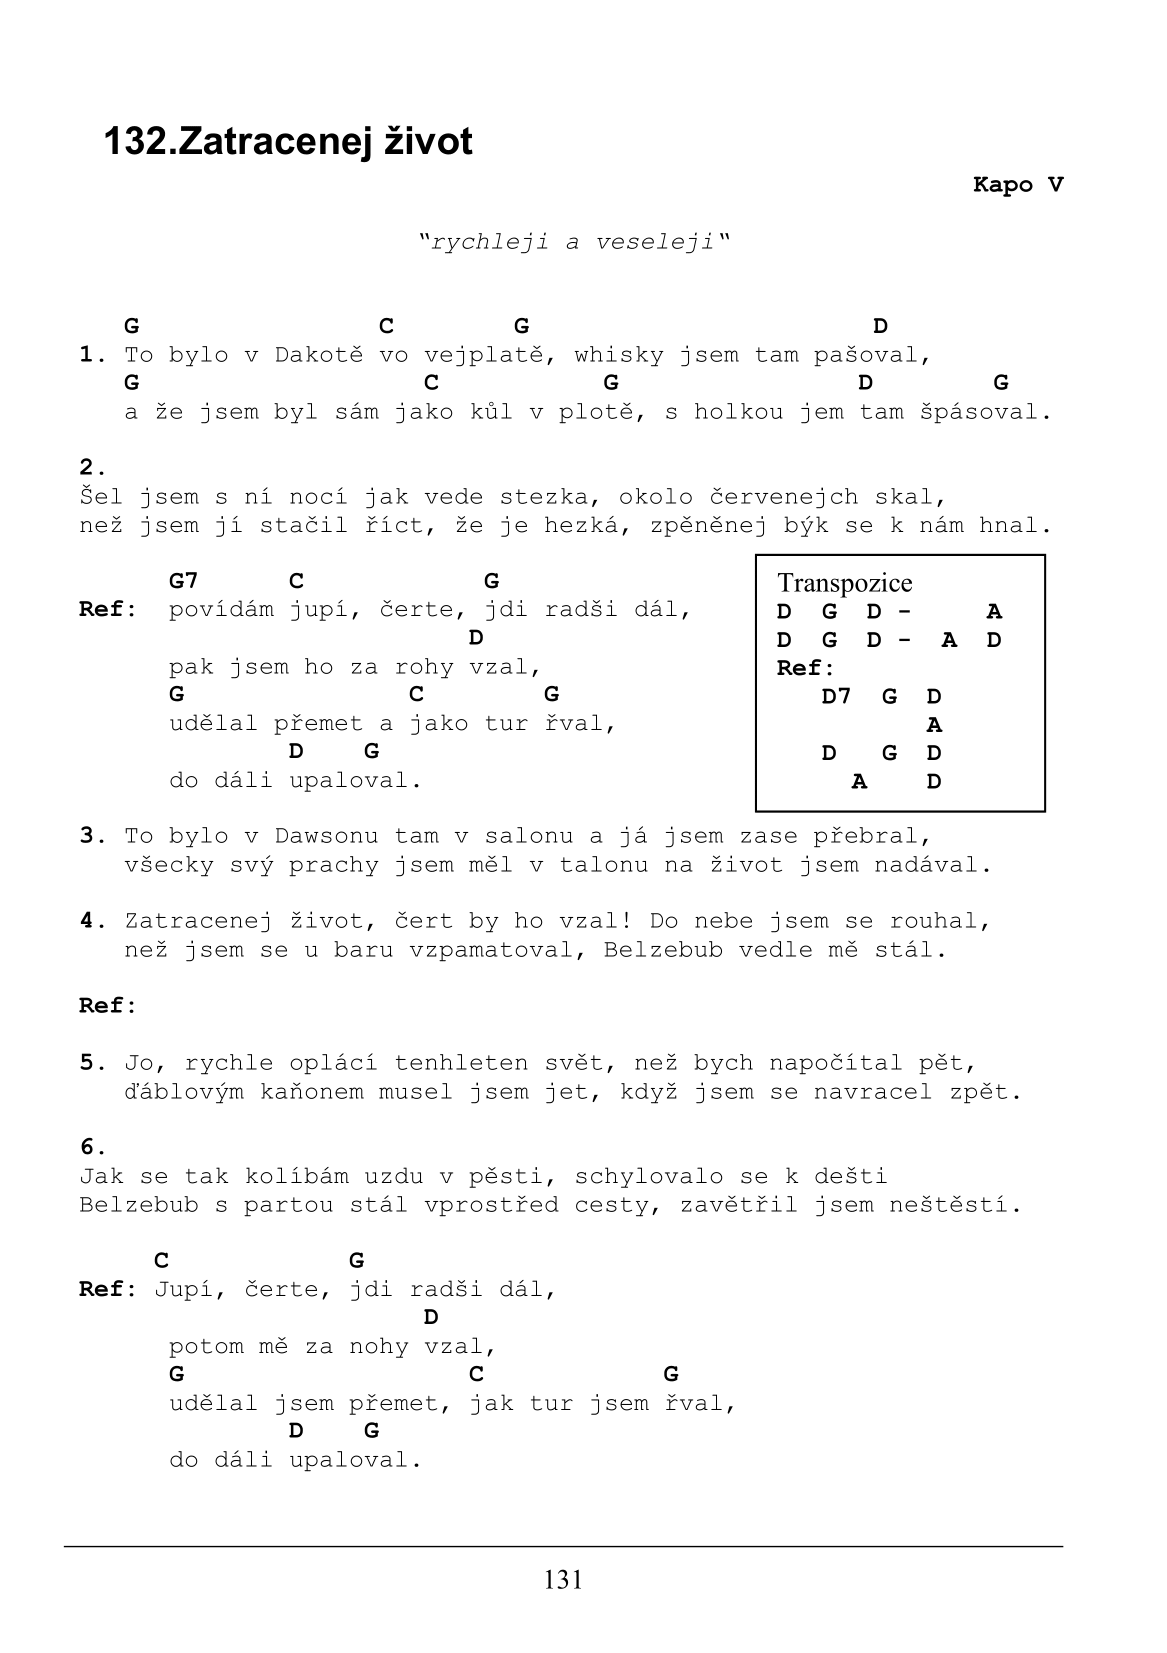 132.Zatracenej život
Kapo V
“rychleji a veseleji“
G C G D
1. To bylo v Dakotě vo vejplatě, whisky jsem tam pašoval,
G C G D G
a že jsem byl sám jako kůl v plotě, s holkou jem tam špásoval.
2.
Šel jsem s ní nocí jak vede stezka, okolo červenejch skal,
než jsem jí stačil říct, že je hezká, zpěněnej býk se k nám hnal.
G7 C G
Ref: povídám jupí, čerte, jdi radši dál,
D
pak jsem ho za rohy vzal,
G C G
udělal přemet a jako tur řval,
D G
do dáli upaloval.
Transpozice
D G D - A
D G D - A D
Ref:
D7 G D
A
D G D
A D
3. To bylo v Dawsonu tam v salonu a já jsem zase přebral,
všecky svý prachy jsem měl v talonu na život jsem nadával.
4. Zatracenej život, čert by ho vzal! Do nebe jsem se rouhal,
než jsem se u baru vzpamatoval, Belzebub vedle mě stál.
Ref:
5. Jo, rychle oplácí tenhleten svět, než bych napočítal pět,
ďáblovým kaňonem musel jsem jet, když jsem se navracel zpět.
6.
Jak se tak kolíbám uzdu v pěsti, schylovalo se k dešti
Belzebub s partou stál vprostřed cesty, zavětřil jsem neštěstí.
C G
Ref: Jupí, čerte, jdi radši dál,
D
potom mě za nohy vzal,
G C G
udělal jsem přemet, jak tur jsem řval,
D G
do dáli upaloval.
131